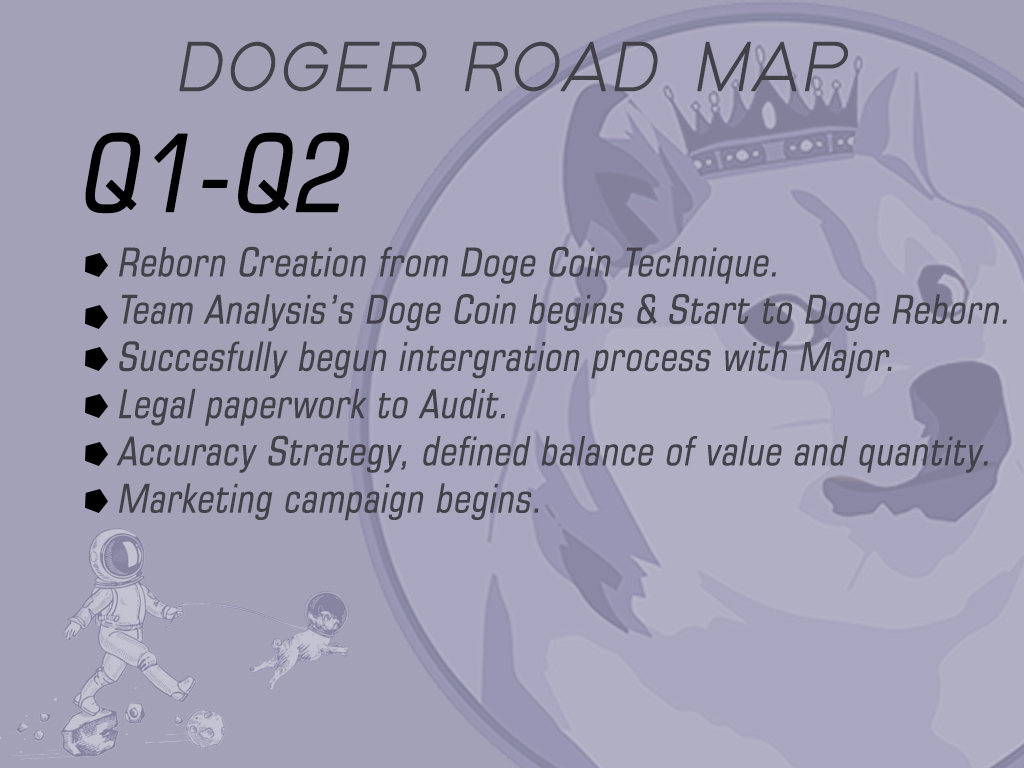 DOGER ROAD MAP
Q1-Q2
Reborn Creation from Doge Coin Technique.
Team Analysis's Doge Coin begins & Start to Doge Reborn.
Succesfully begun intergration process with Major.
Legal paperwork to Audit.
Accuracy Strategy, defined balance of value and quantity.
Marketing campaign begins.